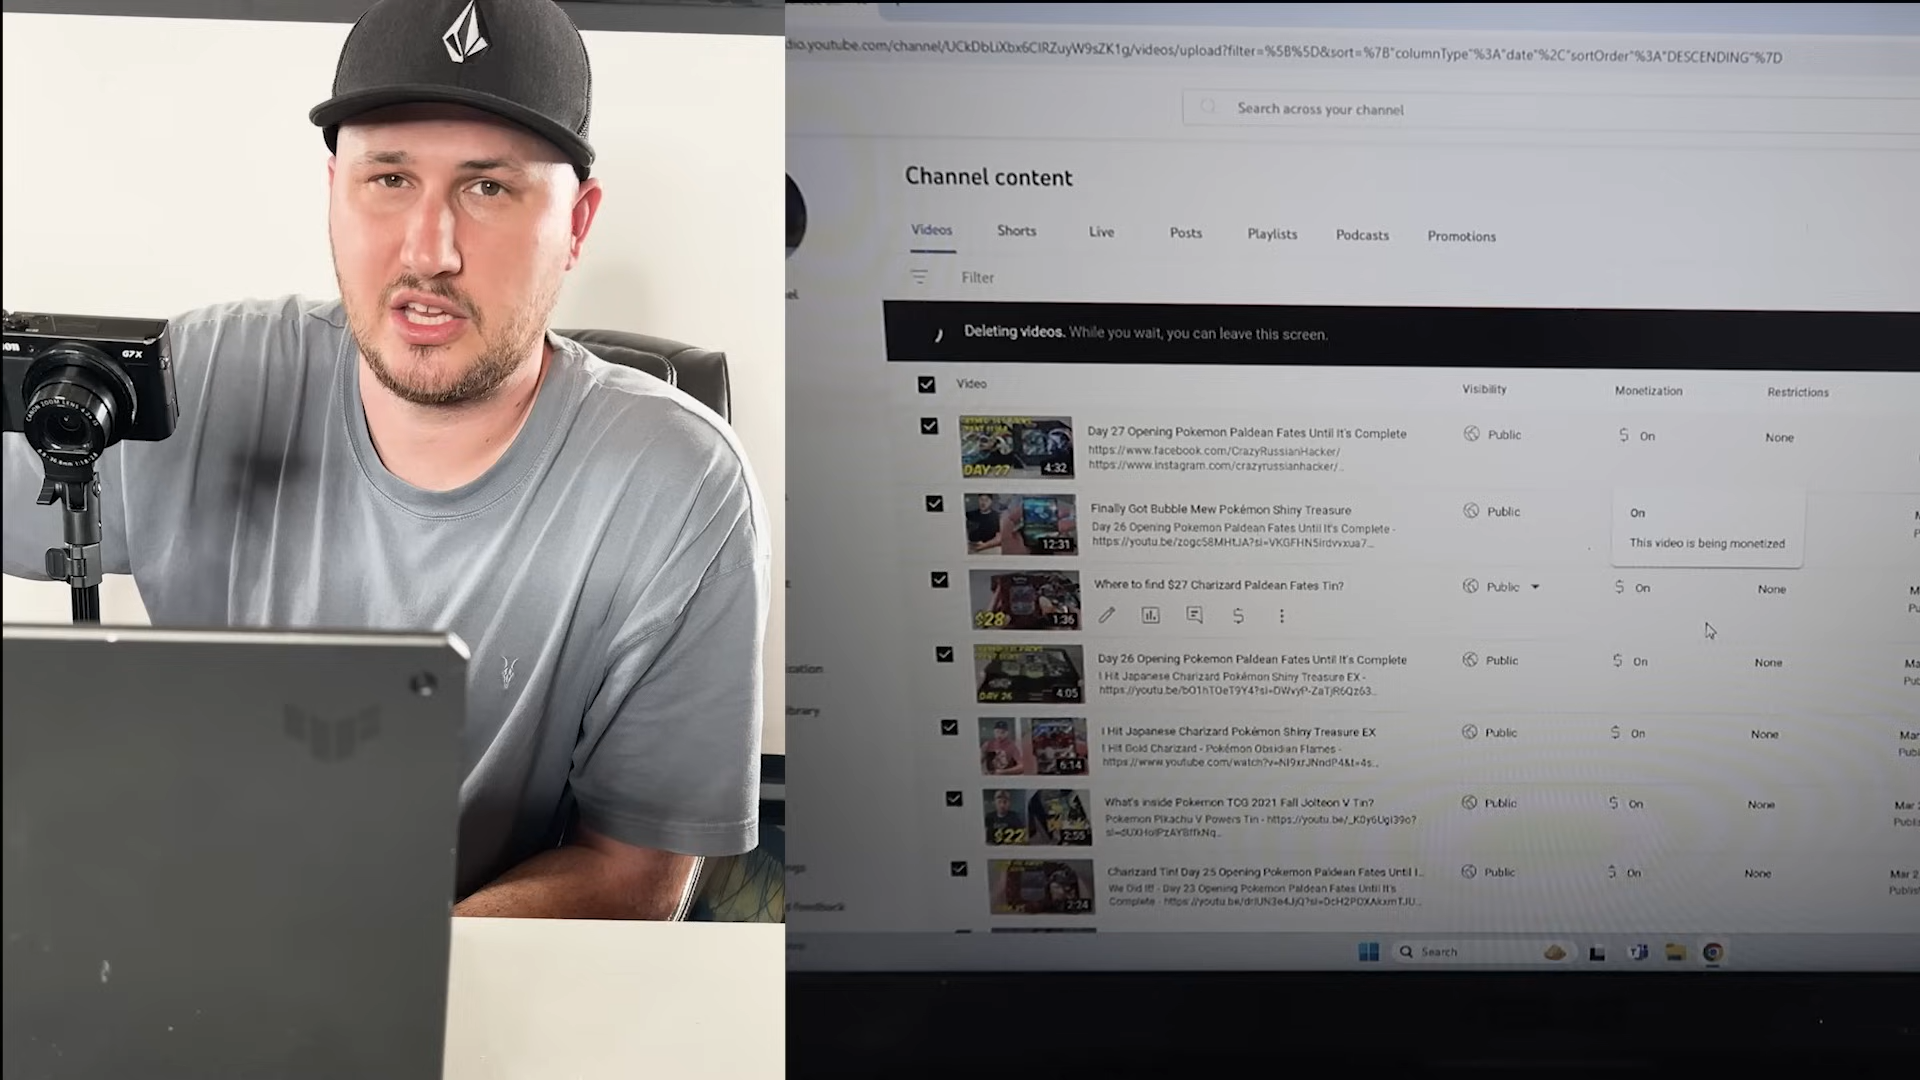 G7X
CANON ZOOM LENS
dio.youtube.com/channel/UCkDbLiXbx6CIRZuyW9sZK1g/videos/upload?filter=%5B%5D&sort=%7B"columnType"%3A"date"%2C"sortOrder"%3A"DESCENDING"%7D
Search across your channel
Channel content
Videos Shorts Live Posts Playlists Podcasts Promotions
Filter
Deleting videos. While you wait, you can leave this screen.
Video Visibility Monetization Restrictions
Day 27 Opening Pokemon Paldean Fates Until It's Complete
https://www.facebook.com/CrazyRussianHacker/
https://www.instagram.com/crazyrussianhacker/..
DAY 27 4:32
Public $ On None
Finally Got Bubble Mew Pokémon Shiny Treasure
Day 26 Opening Pokemon Paldean Fates Until It's Complete -
12:31
Public
On
This video is being monetized
Where to find $27 Charizard Paldean Fates Tin?
$28 1:36
Public $ On None
Day 26 Opening Pokemon Paldean Fates Until It's Complete
I Hit Japanese Charizard Pokémon Shiny Treasure EX -
DAY 26 4:05
Public $ On None
I Hit Japanese Charizard Pokémon Shiny Treasure EX
I Hit Gold Charizard - Pokémon Obsidian Flames -
6:14
Public $ On None
What's inside Pokemon TCG 2021 Fall Jolteon V Tin?
Pokemon Pikachu V Powers Tin -
$22 2:55
Public $ On None
Charizard Tin! Day 25 Opening Pokemon Paldean Fates Until I...
We Did It! - Day 23 Opening Pokemon Paldean Fates Until It's
Complete -
2:24
Public $ On None
Search